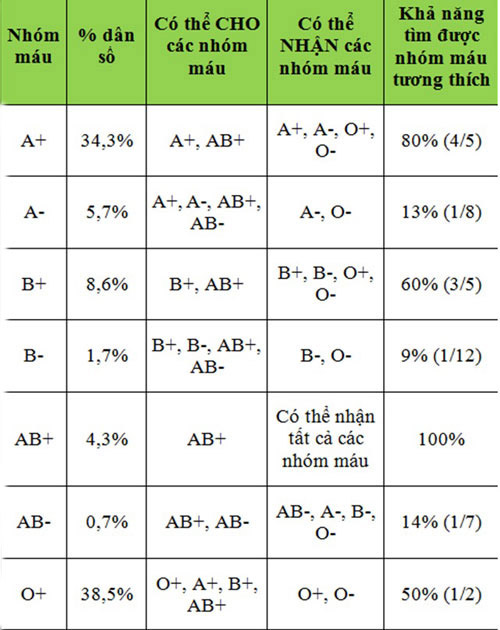 Nhóm máu
% dân số
Có thể CHO các nhóm máu
Có thể NHẬN các nhóm máu
Khả năng tìm được nhóm máu tương thích
A+
34,3%
A+, AB+
A+, A-, O+,
O-
80% (4/5)
A-
5,7%
A+, A-, AB+,
AB-
A-, O-
13% (1/8)
B+
8,6%
B+, AB+
B+, B-, O+,
O-
60% (3/5)
B-
1,7%
B+, B-, AB+,
AB-
B-, O-
9% (1/12)
AB+
4,3%
AB+
Có thể nhận
tất cả các
nhóm máu
100%
AB-
0,7%
AB+, AB-
AB-, A-, B-,
O-
14% (1/7)
O+
38,5%
O+, A+, B+,
AB+
O+, O-
50% (1/2)